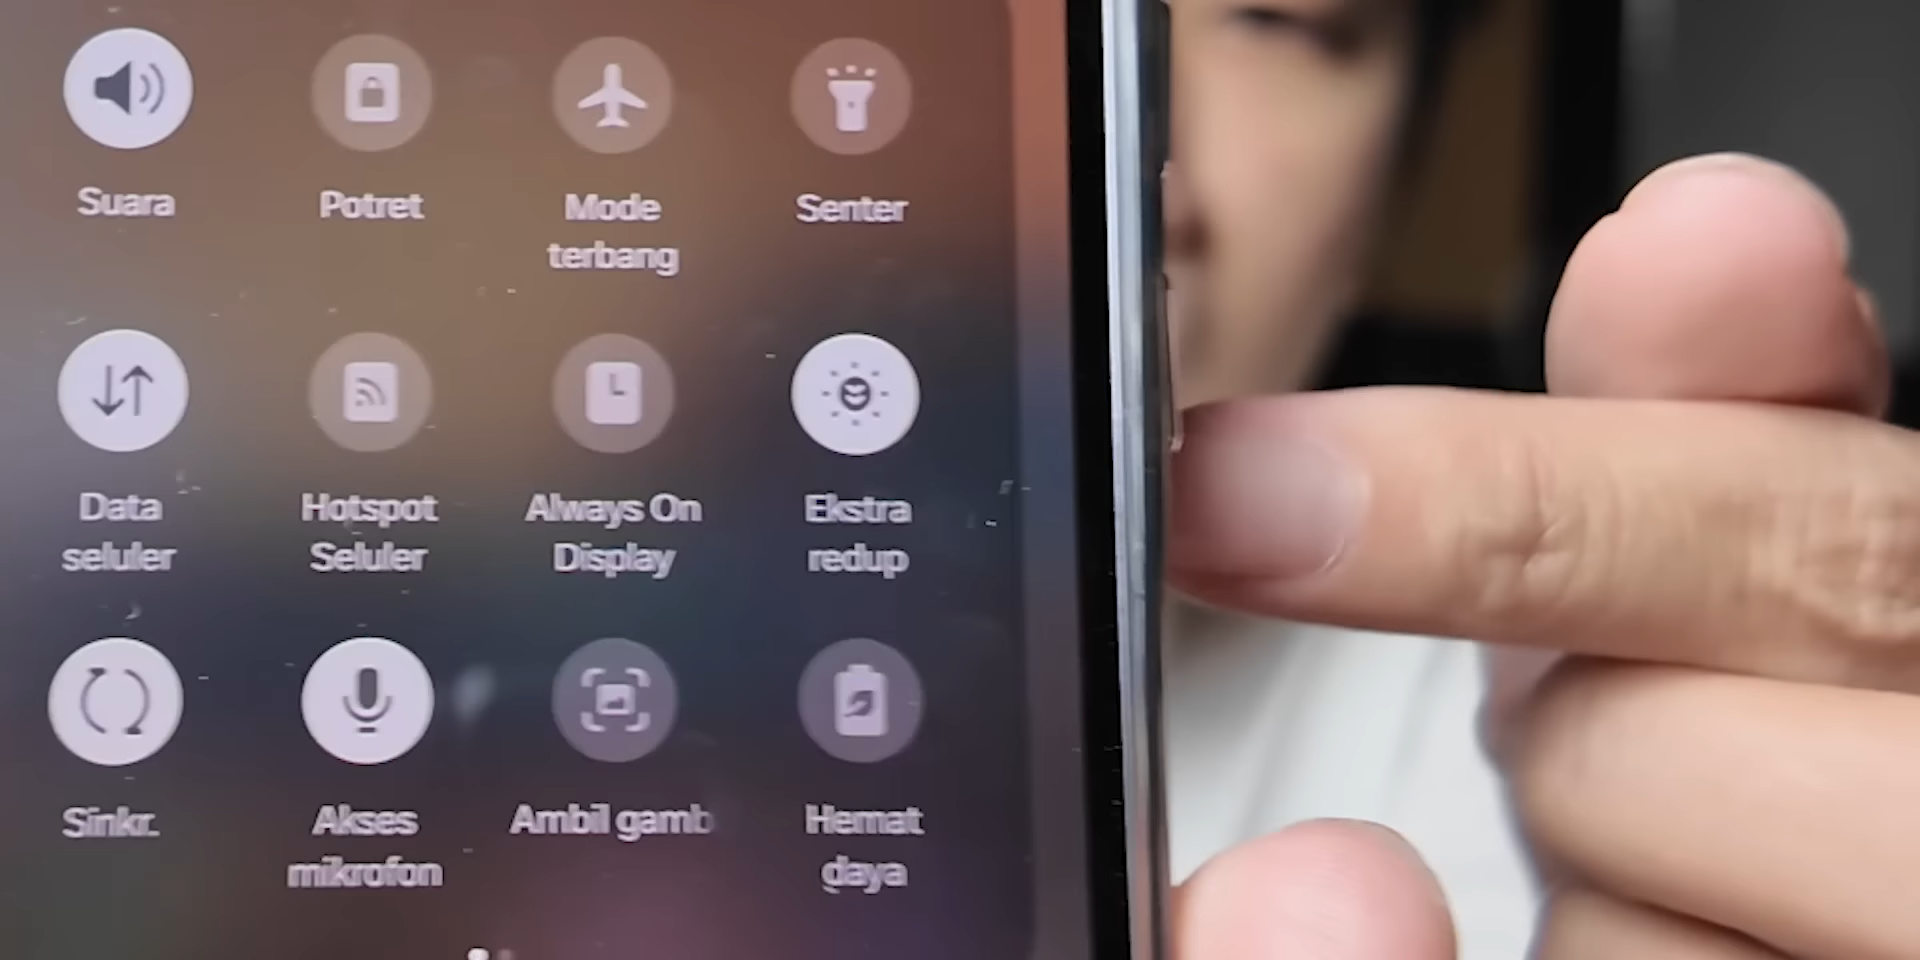 Suara
Potret
Mode
terbang
Senter
Data
seluler
Hotspot
Seluler
Always On
Display
Ekstra
redup
Sinkr.
Akses
mikrofon
Ambil gamb
Hemat
daya